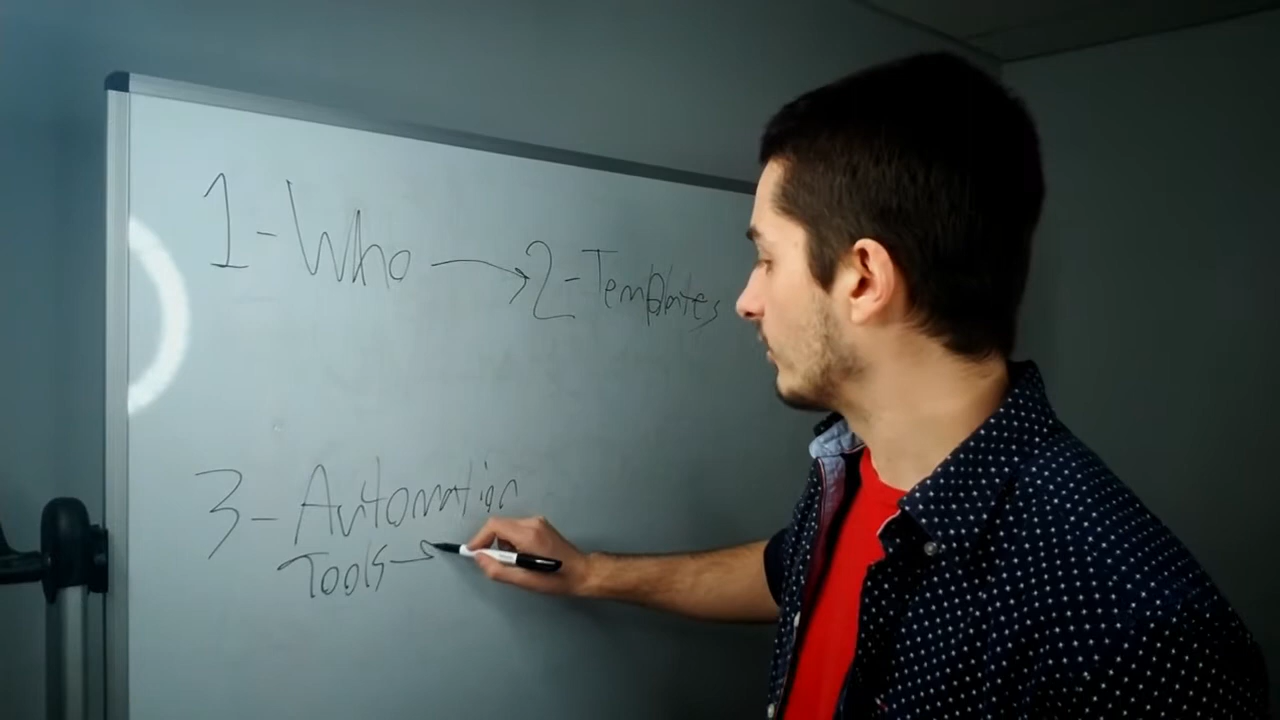 1-Who → 2-Templates
3-Automation
Tools →